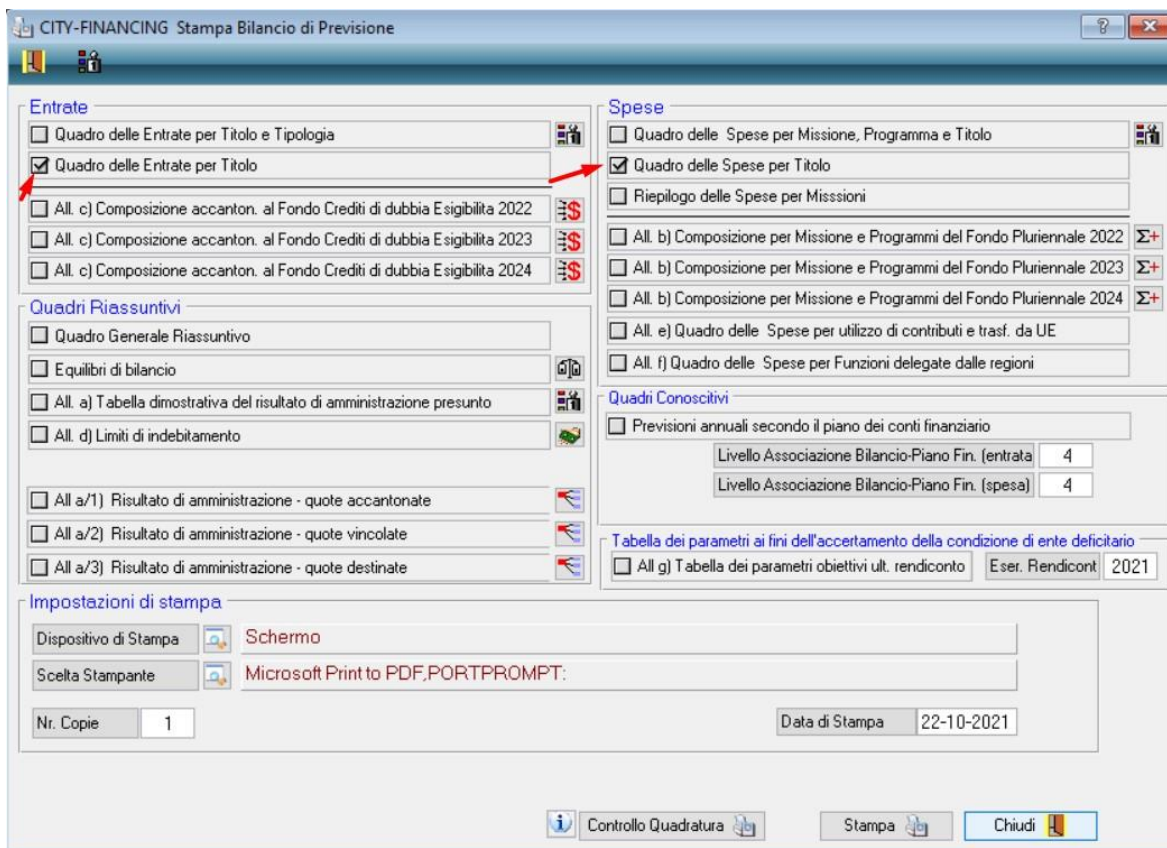 CITY-FINANCING Stampa Bilancio di Previsione
Entrate
Quadro delle Entrate per Titolo e Tipologia
Quadro delle Entrate per Titolo
All. c) Composizione accanton. al Fondo Crediti di dubbia Esigibilita 2022
All. c) Composizione accanton. al Fondo Crediti di dubbia Esigibilita 2023
All. c) Composizione accanton. al Fondo Crediti di dubbia Esigibilita 2024
Quadri Riassuntivi
Quadro Generale Riassuntivo
Equilibri di bilancio
All. a) Tabella dimostrativa del risultato di amministrazione presunto
All. d) Limiti di indebitamento
All a/1) Risultato di amministrazione - quote accantonate
All a/2) Risultato di amministrazione - quote vincolate
All a/3) Risultato di amministrazione - quote destinate
Spese
Quadro delle Spese per Missione, Programma e Titolo
Quadro delle Spese per Titolo
Riepilogo delle Spese per Misssioni
All. b) Composizione per Missione e Programmi del Fondo Pluriennale 2022 Σ+
All. b) Composizione per Missione e Programmi del Fondo Pluriennale 2023 Σ+
All. b) Composizione per Missione e Programmi del Fondo Pluriennale 2024 Σ+
All. e) Quadro delle Spese per utilizzo di contributi e trasf. da UE
All. f) Quadro delle Spese per Funzioni delegate dalle regioni
Quadri Conoscitivi
Previsioni annuali secondo il piano dei conti finanziario
Livello Associazione Bilancio-Piano Fin. (entrata 4
Livello Associazione Bilancio-Piano Fin. (spesa) 4
Tabella dei parametri ai fini dell'accertamento della condizione di ente deficitario
All g) Tabella dei parametri obiettivi ult. rendiconto Eser. Rendicont 2021
Impostazioni di stampa
Dispositivo di Stampa Schermo
Scelta Stampante Microsoft Print to PDF,PORTPROMPT:
Nr. Copie 1 Data di Stampa 22-10-2021
Controllo Quadratura Stampa Chiudi